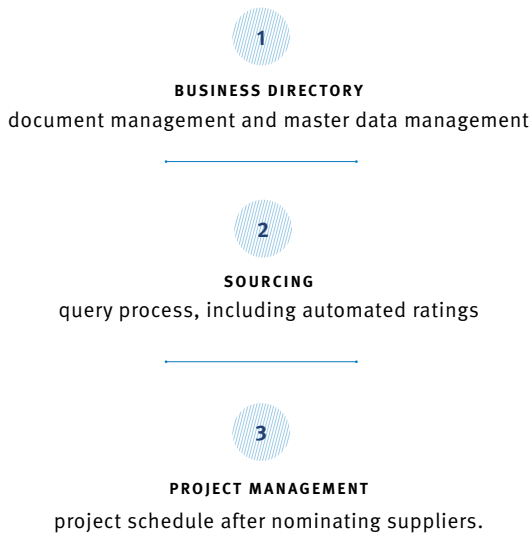 1
BUSINESS DIRECTORY
document management and master data management
2
SOURCING
query process, including automated ratings
3
PROJECT MANAGEMENT
project schedule after nominating suppliers.